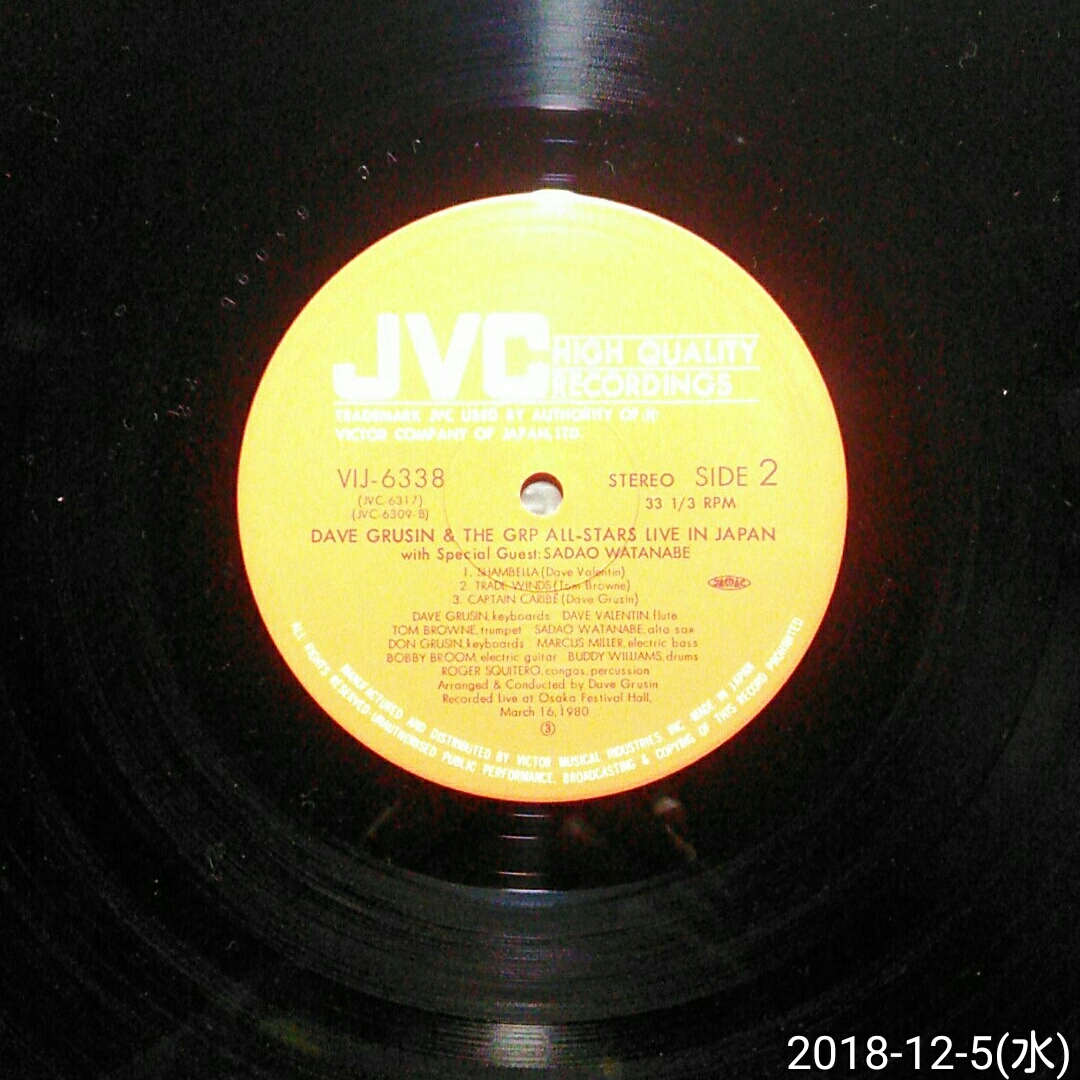 JVC HIGH QUALITY
RECORDINGS
TRADEMARK JVC USED BY AUTHORITY OF
VICTOR COMPANY OF JAPAN, LTD.
VIJ-6338
(JVC-6317)
(JVC-6309-B)
STEREO SIDE 2
33 1/3 RPM
DAVE GRUSIN & THE GRP ALL-STARS LIVE IN JAPAN
with Special Guest: SADAO WATANABE
1. SHAMBELLA (Dave Valentin)
2. TRADE WINDS (Tom Browne)
3. CAPTAIN CARIBE (Dave Grusin)
JASRAC
DAVE GRUSIN, keyboards DAVE VALENTIN, flute
TOM BROWNE, trumpet SADAO WATANABE, alto sax
DON GRUSIN, keyboards MARCUS MILLER, electric bass
BOBBY BROOM, electric guitar BUDDY WILLIAMS, drums
ROGER SQUITERO, congas, percussion
Arranged & Conducted by Dave Grusin
Recorded Live at Osaka Festival Hall,
March 16, 1980
③
MANUFACTURED AND DISTRIBUTED BY VICTOR MUSICAL INDUSTRIES, INC. MADE IN JAPAN
ALL RIGHTS RESERVED·UNAUTHORISED PUBLIC PERFORMANCE, BROADCASTING & COPYING OF THIS RECORD PROHIBITED
2018-12-5(水)